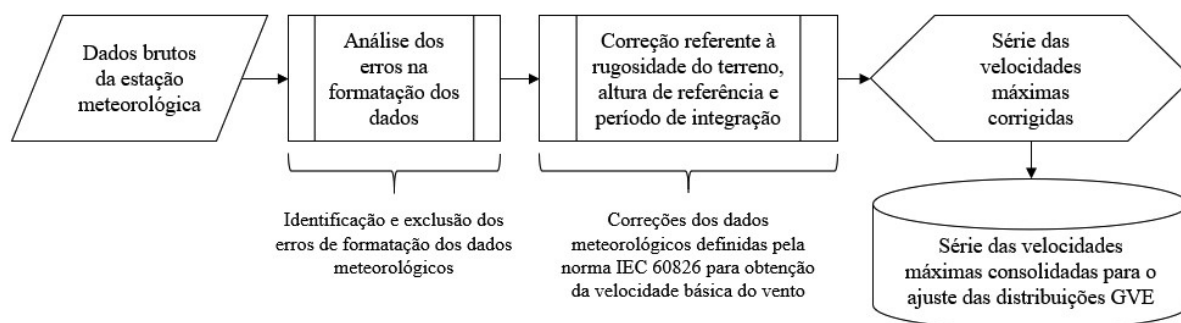 Dados brutos
da estação
meteorológica
Análise dos
erros na
formatação dos
dados
Correção referente à
rugosidade do terreno,
altura de referência e
período de integração
Série das
velocidades
máximas
corrigidas
Identificação e exclusão dos
erros de formatação dos dados
meteorológicos
Correções dos dados
meteorológicos definidas pela
norma IEC 60826 para obtenção
da velocidade básica do vento
Série das velocidades
máximas consolidadas para o
ajuste das distribuições GVE